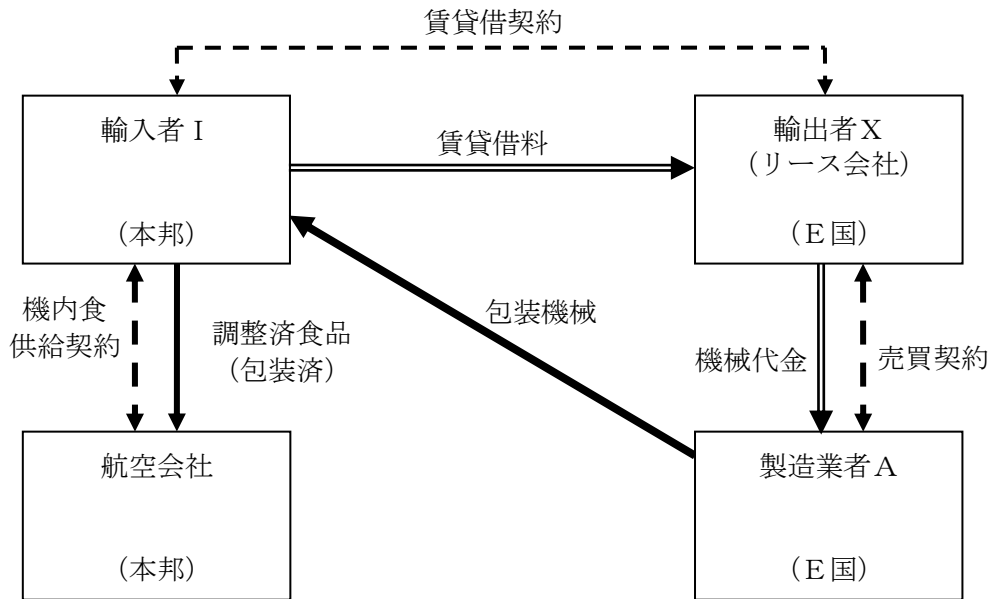 賃貸借契約
輸入者Ｉ
（本邦）
賃貸借料
輸出者Ｘ
（リース会社）
（Ｅ国）
機内食
供給契約
調整済食品
（包装済）
包装機械
機械代金
売買契約
航空会社
（本邦）
製造業者Ａ
（Ｅ国）